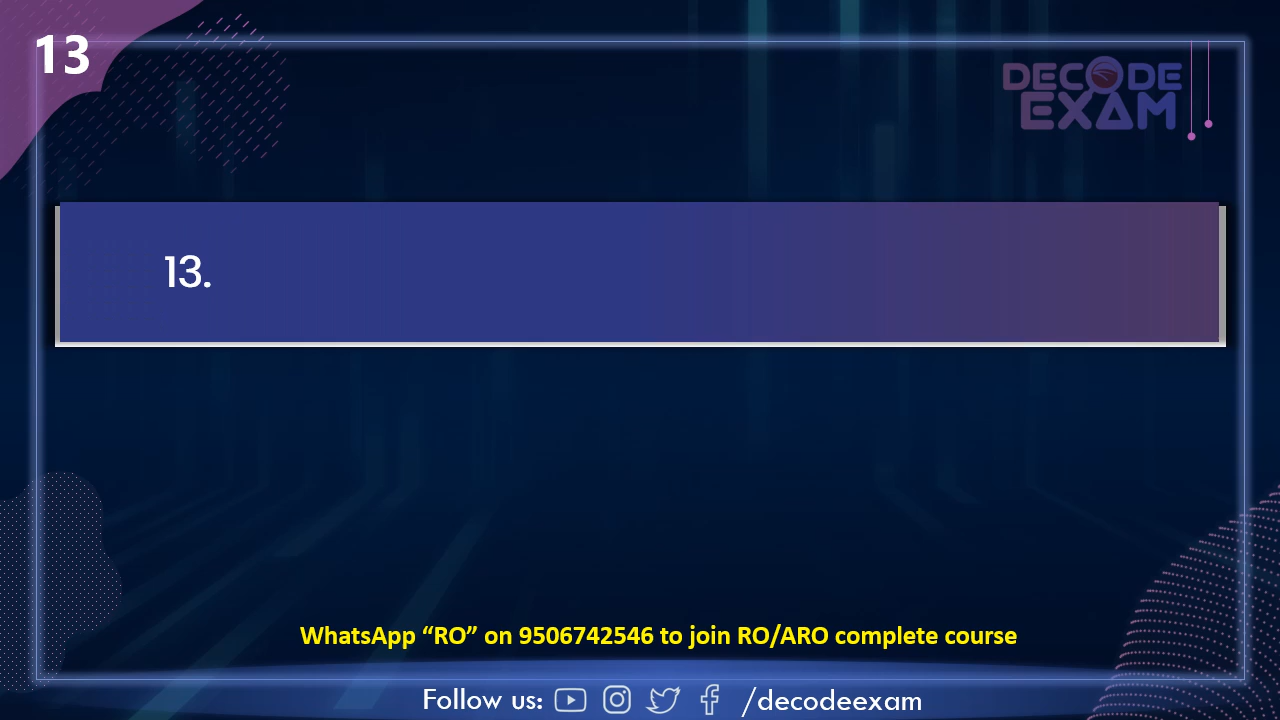 13
DECODE
EXAM
13.
WhatsApp “RO” on 9506742546 to join RO/ARO complete course
Follow us: /decodeexam